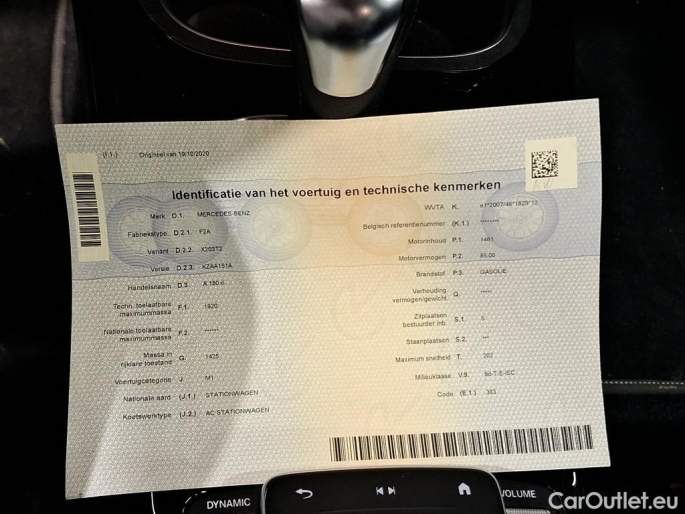 (I.1.) Origineel van 19/10/2020
Identificatie van het voertuig en technische kenmerken
Merk D.1. MERCEDES-BENZ
Fabriekstype. D.2.1. F2A
Variant D.2.2.
Versie D.2.3. KZAA151A
Handelsnaam D.3. A 180 d
Techn. toelaatbare
maximummassa F.1. 1920
Nationale toelaatbare
maximummassa F.2. ------
Massa in
rijklare toestand G. 1425
Voertuigcategorie J. M1
Nationale aard (J.1.) STATIONWAGEN
Koetswerktype (J.2.) AC STATIONWAGEN
WVTA K.
Belgisch referentienummer (K.1.)
Motorinhoud P.1. 1461
Motorvermogen P.2. 85.00
Brandstof P.3. GASOLIE
Verhouding
vermogen/gewicht Q. -----
Zitplaatsen
bestuurder inb. S.1. 5
Staanplaatsen S.2. ---
Maximum snelheid T. 202
Milieuklasse V.9.
Code (E.1.)
DYNAMIC
VOLUME
CarOutlet.eu